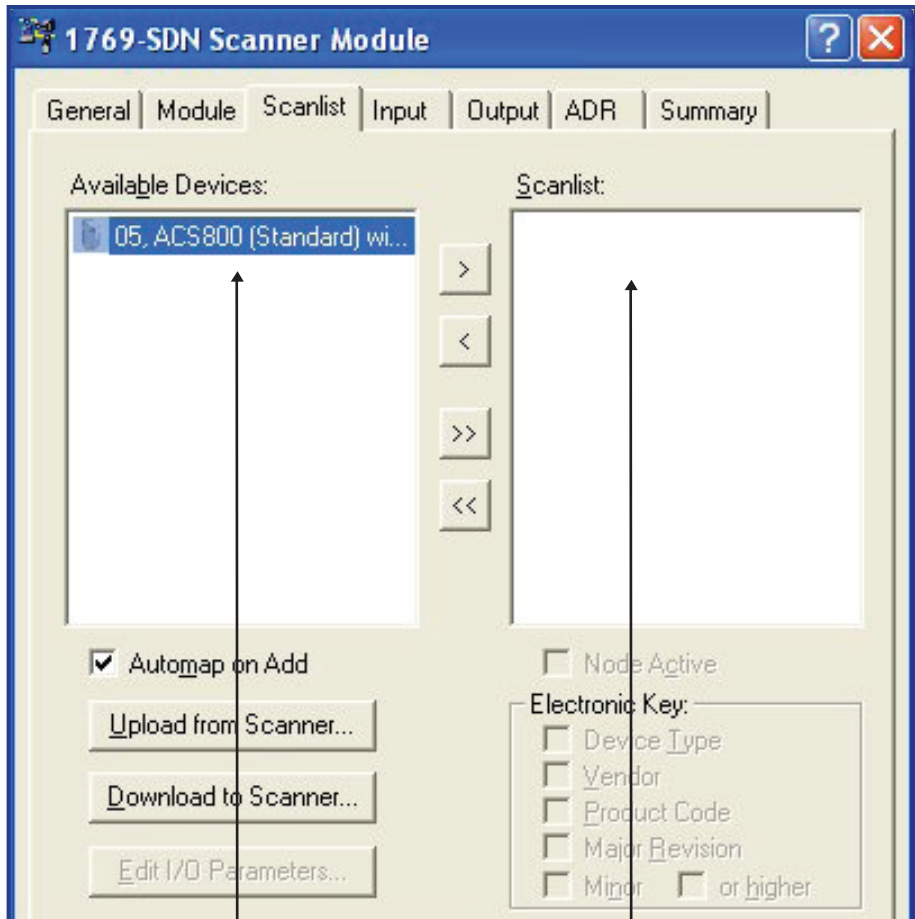 1769-SDN Scanner Module
General Module Scanlist Input Output ADR Summary
Available Devices:
05, ACS800 (Standard) wi...
>
<
>>
<<
Scanlist:
Automap on Add
Upload from Scanner...
Download to Scanner...
Edit I/O Parameters...
Node Active
Electronic Key:
Device Type
Vendor
Product Code
Major Revision
Minor or higher